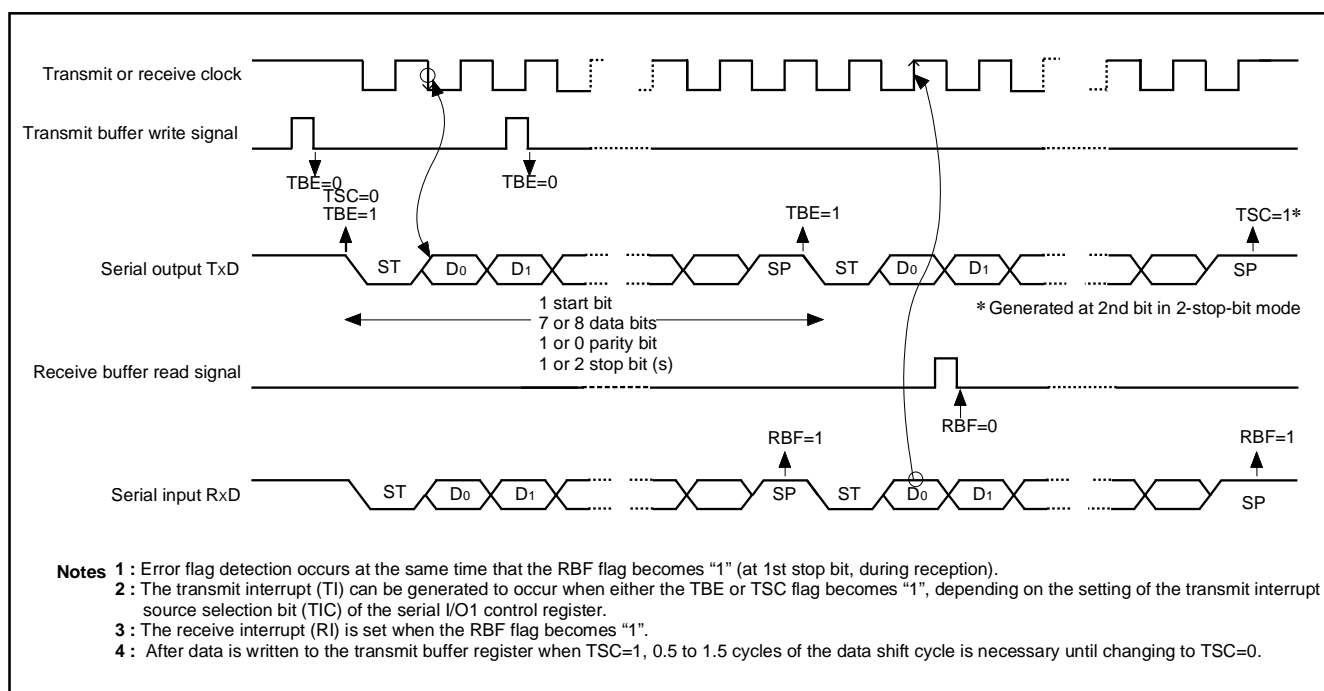 Transmit or receive clock
Transmit buffer write signal
TBE=0
TSC=0
TBE=1
TBE=0
TBE=1
TSC=1*
Serial output TxD
ST
D0
D1
SP
ST
D0
D1
SP
1 start bit
7 or 8 data bits
1 or 0 parity bit
1 or 2 stop bit (s)
* Generated at 2nd bit in 2-stop-bit mode
Receive buffer read signal
RBF=0
RBF=1
RBF=1
Serial input RxD
ST
D0
D1
SP
ST
D0
D1
SP
Notes 1 : Error flag detection occurs at the same time that the RBF flag becomes “1” (at 1st stop bit, during reception).
2 : The transmit interrupt (TI) can be generated to occur when either the TBE or TSC flag becomes “1”, depending on the setting of the transmit interrupt
source selection bit (TIC) of the serial I/O1 control register.
3 : The receive interrupt (RI) is set when the RBF flag becomes “1”.
4 : After data is written to the transmit buffer register when TSC=1, 0.5 to 1.5 cycles of the data shift cycle is necessary until changing to TSC=0.